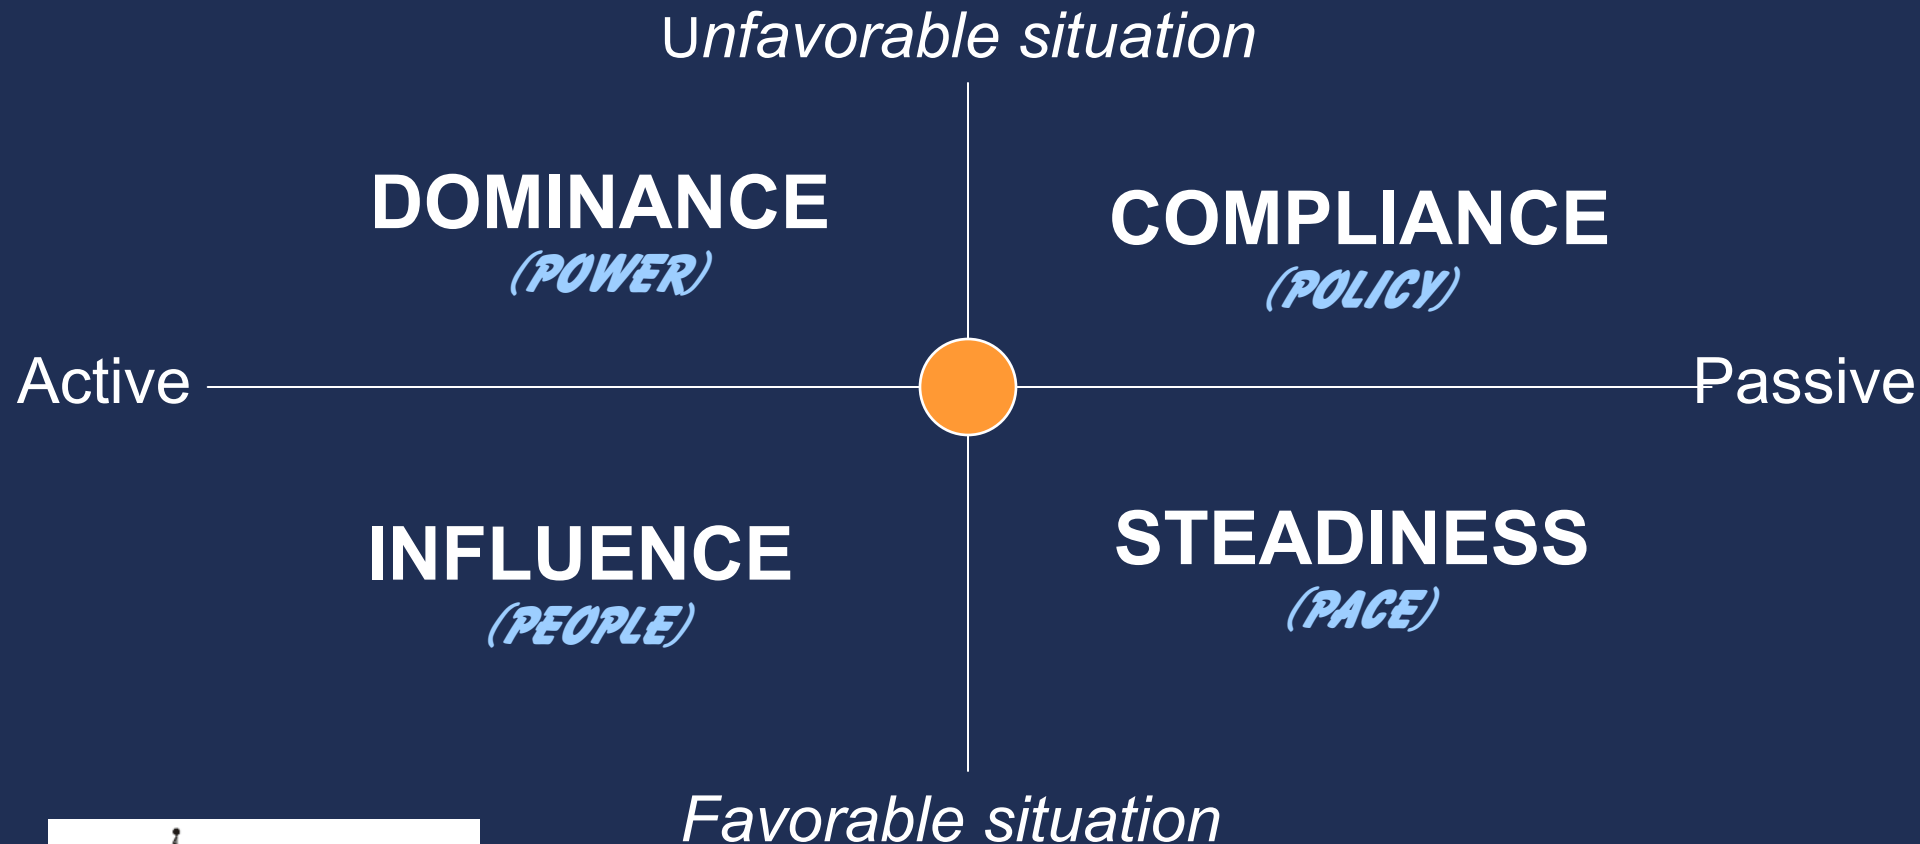 Unfavorable situation
DOMINANCE
(POWER)
COMPLIANCE
(POLICY)
Active
Passive
INFLUENCE
(PEOPLE)
STEADINESS
(PACE)
Favorable situation